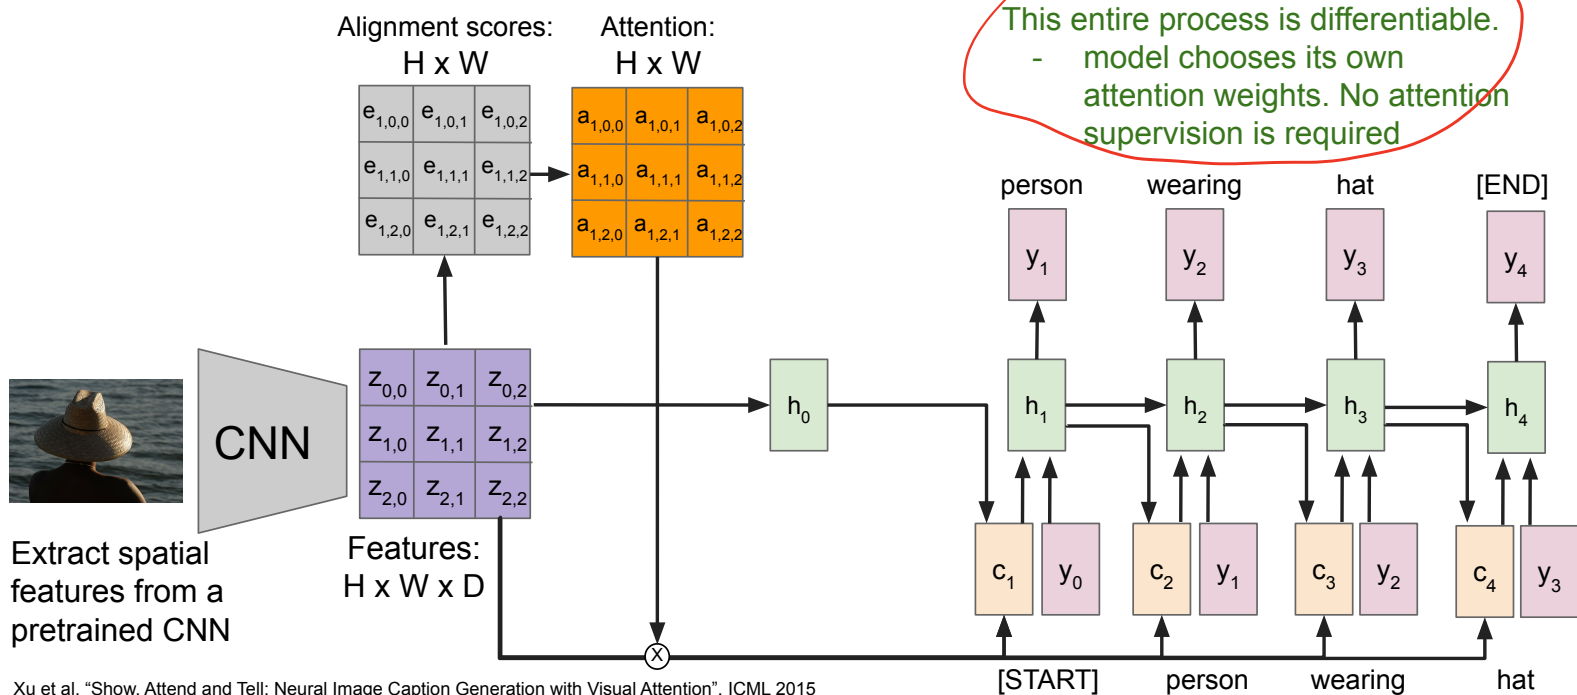 This entire process is differentiable.
- model chooses its own
attention weights. No attention
supervision is required
Alignment scores:
H x W
Attention:
H x W
e1,0,0 e1,0,1 e1,0,2
e1,1,0 e1,1,1 e1,1,2
e1,2,0 e1,2,1 e1,2,2
a1,0,0 a1,0,1 a1,0,2
a1,1,0 a1,1,1 a1,1,2
a1,2,0 a1,2,1 a1,2,2
person wearing hat [END]
y1 y2 y3 y4
CNN
z0,0 z0,1 z0,2
z1,0 z1,1 z1,2
z2,0 z2,1 z2,2
h0 h1 h2 h3 h4
Extract spatial
features from a
pretrained CNN
Features:
H x W x D
c1 y0 c2 y1 c3 y2 c4 y3
X
[START] person wearing hat
Xu et al. “Show, Attend and Tell: Neural Image Caption Generation with Visual Attention”, ICML 2015